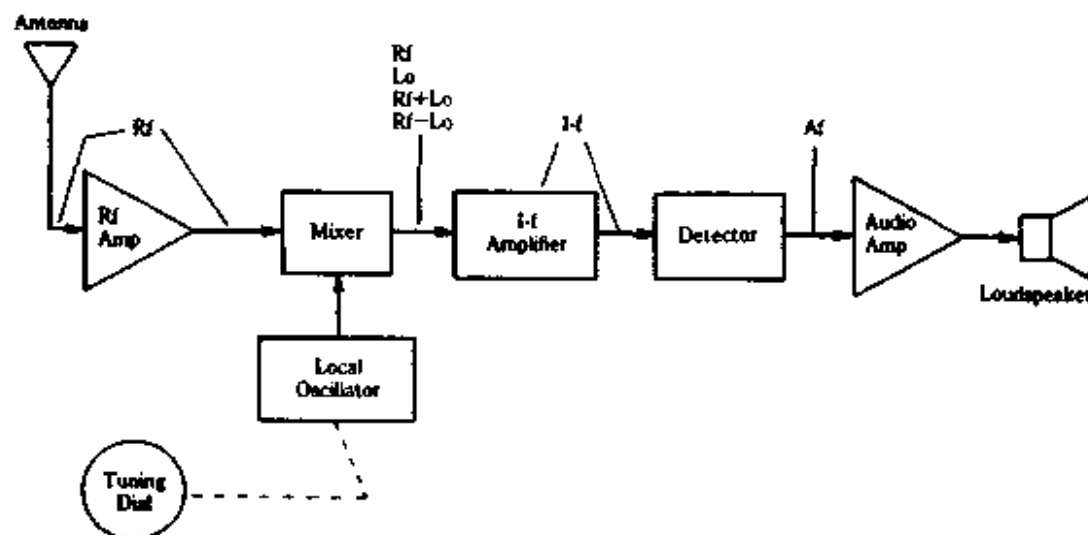 Antenna
Rf
Lo
Rf+Lo
Rf-Lo
Rf
I-f
Af
Rf
Amp
Mixer
I-f
Amplifier
Detector
Audio
Amp
Loudspeaker
Local
Oscillator
Tuning
Dial